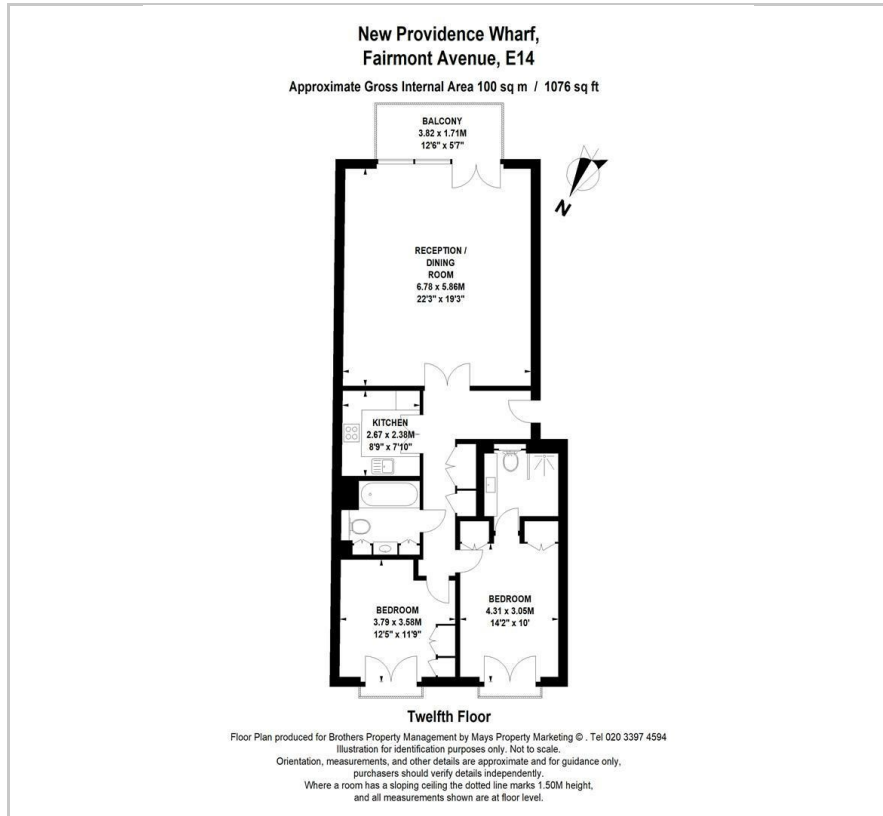 New Providence Wharf,
Fairmont Avenue, E14
Approximate Gross Internal Area 100 sq m / 1076 sq ft
BALCONY
3.82 x 1.71M
12'6" x 5'7"
N
RECEPTION /
DINING
ROOM
6.78 x 5.86M
22'3" x 19'3"
KITCHEN
2.67 x 2.38M
8'9" x 7'10"
BEDROOM
3.79 x 3.58M
12'5" x 11'9"
BEDROOM
4.31 x 3.05M
14'2" x 10'
Twelfth Floor
Floor Plan produced for Brothers Property Management by Mays Property Marketing © . Tel 020 3397 4594
Illustration for identification purposes only. Not to scale.
Orientation, measurements, and other details are approximate and for guidance only,
purchasers should verify details independently.
Where a room has a sloping ceiling the dotted line marks 1.50M height,
and all measurements shown are at floor level.